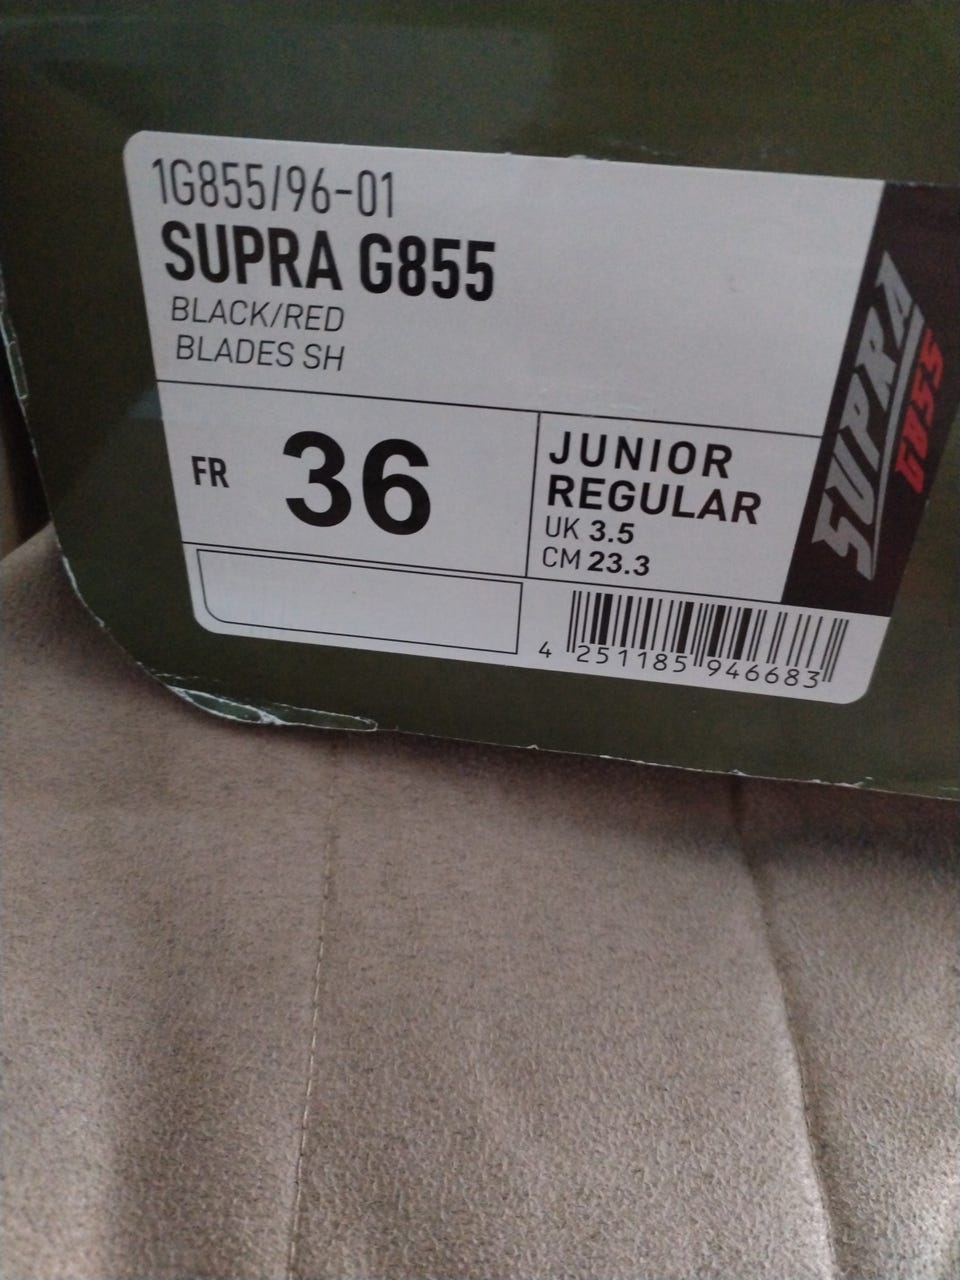 1G855/96-01
SUPRA G855
BLACK/RED
BLADES SH
FR 36
JUNIOR
REGULAR
UK 3.5
CM 23.3
4 251185 946683
SUPRA
G855